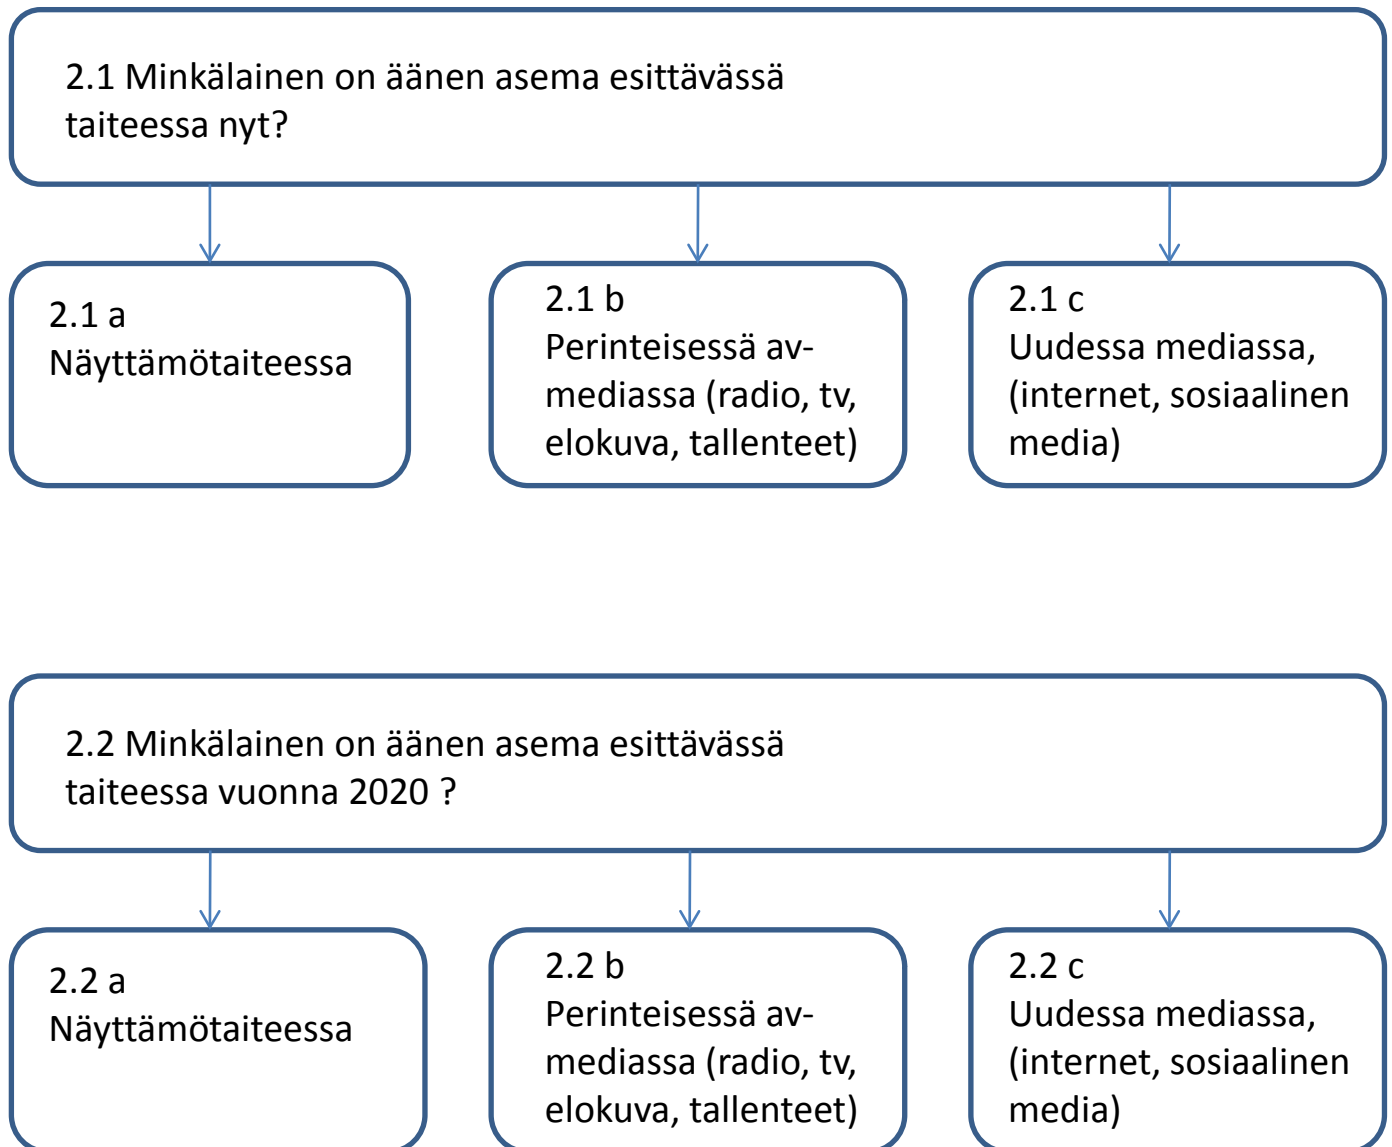 2.1 Minkälainen on äänen asema esittävässä
taiteessa nyt?
2.1 a
Näyttämötaiteessa
2.1 b
Perinteisessä av-
mediassa (radio, tv,
elokuva, tallenteet)
2.1 c
Uudessa mediassa,
(internet, sosiaalinen
media)
2.2 Minkälainen on äänen asema esittävässä
taiteessa vuonna 2020 ?
2.2 a
Näyttämötaiteessa
2.2 b
Perinteisessä av-
mediassa (radio, tv,
elokuva, tallenteet)
2.2 c
Uudessa mediassa,
(internet, sosiaalinen
media)